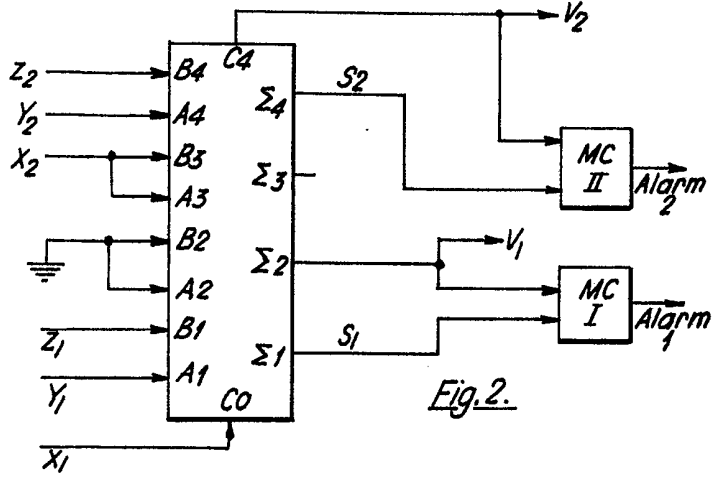 V2
C4
Z2 B4
Σ4 S2
Y2 A4
X2 B3
MC II
Σ3
A3
Alarm 2
B2
V1
Σ2
A2
MC I
Z1 B1
Σ1 S1
Alarm 1
Y1 A1
C0
Fig. 2.
X1